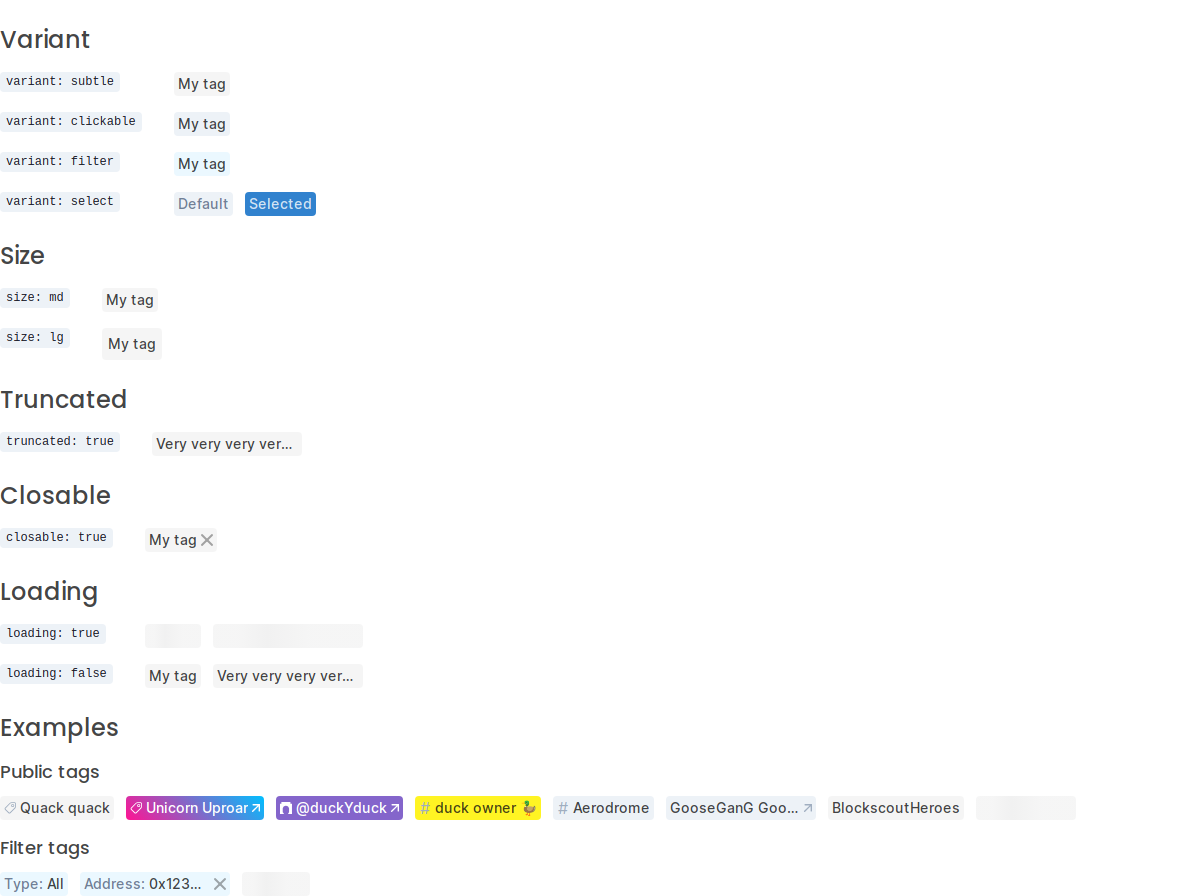 Variant
variant: subtle My tag
variant: clickable My tag
variant: filter My tag
variant: select Default Selected
Size
size: md My tag
size: lg My tag
Truncated
truncated: true Very very very ver...
Closable
closable: true My tag
Loading
loading: true
loading: false My tag Very very very ver...
Examples
Public tags
Quack quack Unicorn Uproar @duckYduck # duck owner 🦆 # Aerodrome GooseGanG Goo... BlockscoutHeroes
Filter tags
Type: All Address: 0x123...